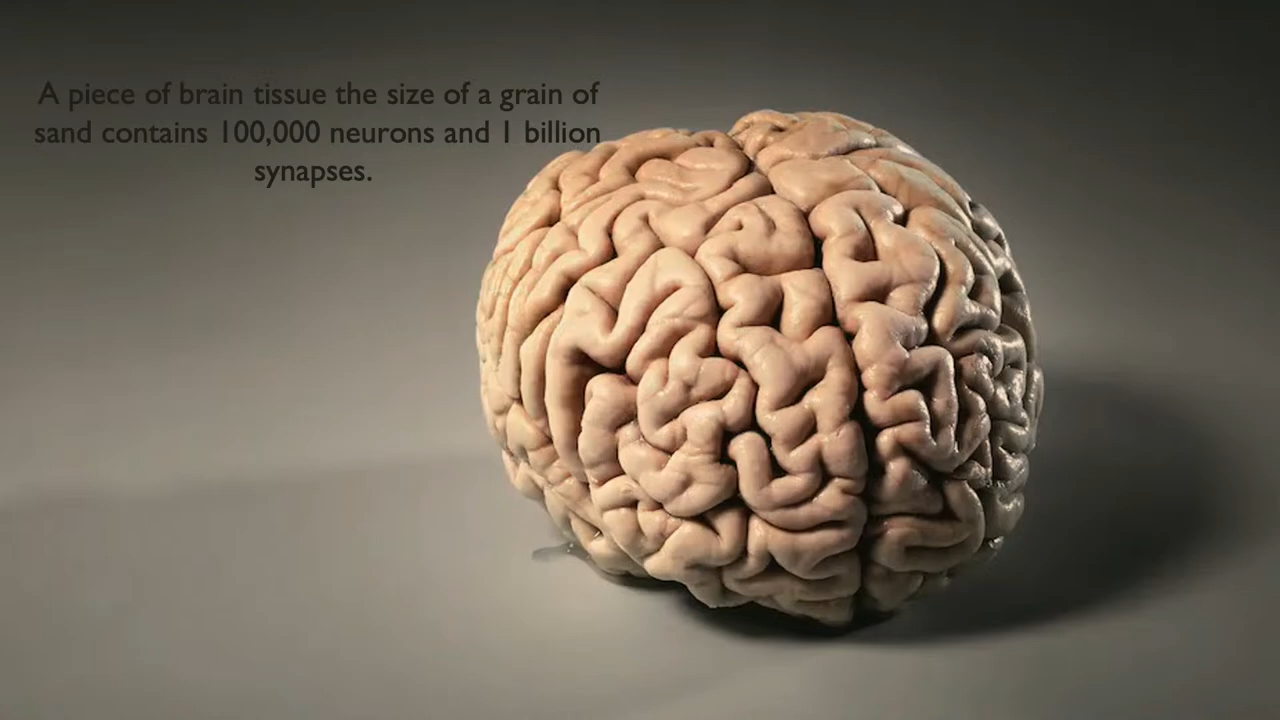 A piece of brain tissue the size of a grain of
sand contains 100,000 neurons and 1 billion
synapses.